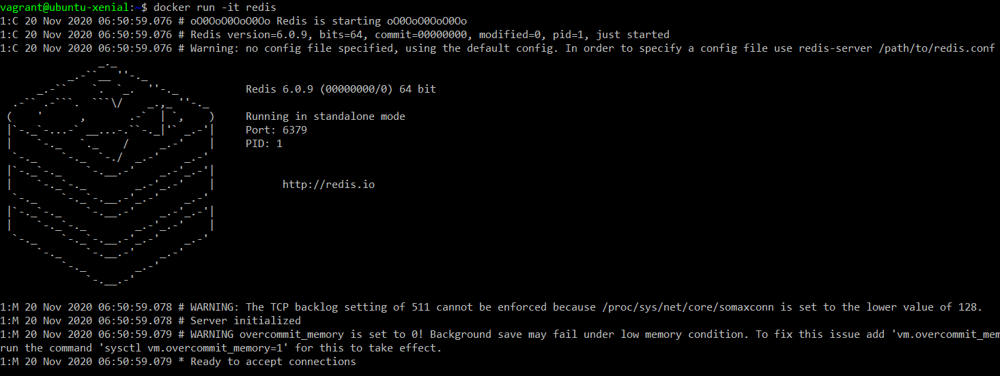 vagrant@ubuntu-xenial:~$ docker run -it redis
1:C 20 Nov 2020 06:50:59.076 # oO0OoO0OoO0Oo Redis is starting oO0OoO0OoO0Oo
1:C 20 Nov 2020 06:50:59.076 # Redis version=6.0.9, bits=64, commit=00000000, modified=0, pid=1, just started
1:C 20 Nov 2020 06:50:59.076 # Warning: no config file specified, using the default config. In order to specify a config file use redis-server /path/to/redis.conf
Redis 6.0.9 (00000000/0) 64 bit
Running in standalone mode
Port: 6379
PID: 1
http://redis.io
1:M 20 Nov 2020 06:50:59.078 # WARNING: The TCP backlog setting of 511 cannot be enforced because /proc/sys/net/core/somaxconn is set to the lower value of 128.
1:M 20 Nov 2020 06:50:59.078 # Server initialized
1:M 20 Nov 2020 06:50:59.079 # WARNING overcommit_memory is set to 0! Background save may fail under low memory condition. To fix this issue add 'vm.overcommit_mem
run the command 'sysctl vm.overcommit_memory=1' for this to take effect.
1:M 20 Nov 2020 06:50:59.079 * Ready to accept connections